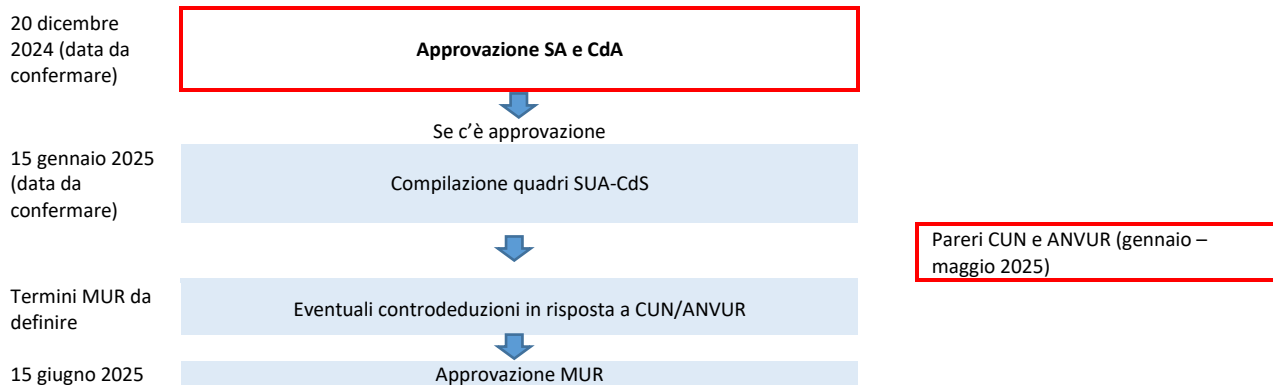 20 dicembre
2024 (data da
confermare)
Approvazione SA e CdA
Se c’è approvazione
15 gennaio 2025
(data da
confermare)
Compilazione quadri SUA-CdS
Pareri CUN e ANVUR (gennaio –
maggio 2025)
Termini MUR da
definire
Eventuali controdeduzioni in risposta a CUN/ANVUR
15 giugno 2025
Approvazione MUR